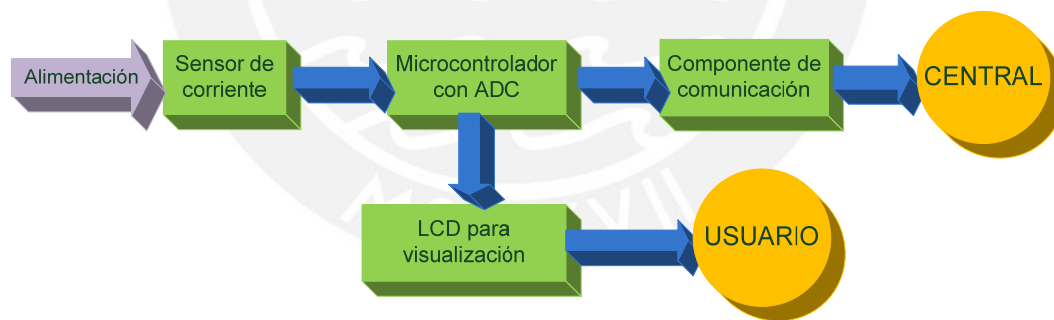 Alimentación
Sensor de
corriente
Microcontrolador
con ADC
Componente de
comunicación
CENTRAL
LCD para
visualización
USUARIO